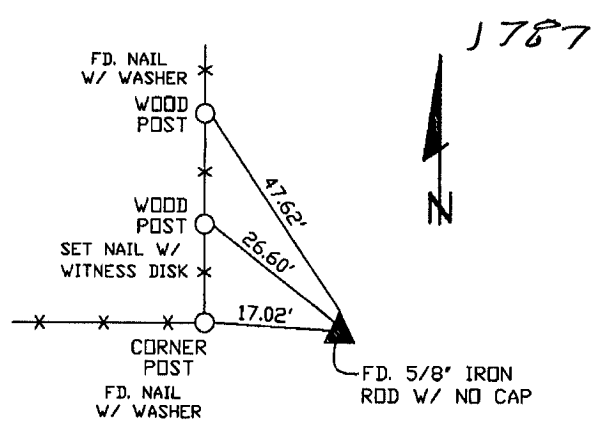 J787
FD. NAIL
W/ WASHER
WOOD
POST
47.62'
WOOD
POST
26.60'
SET NAIL W/
WITNESS DISK
17.02'
CORNER
POST
FD. NAIL
W/ WASHER
FD. 5/8" IRON
ROD W/ NO CAP
N